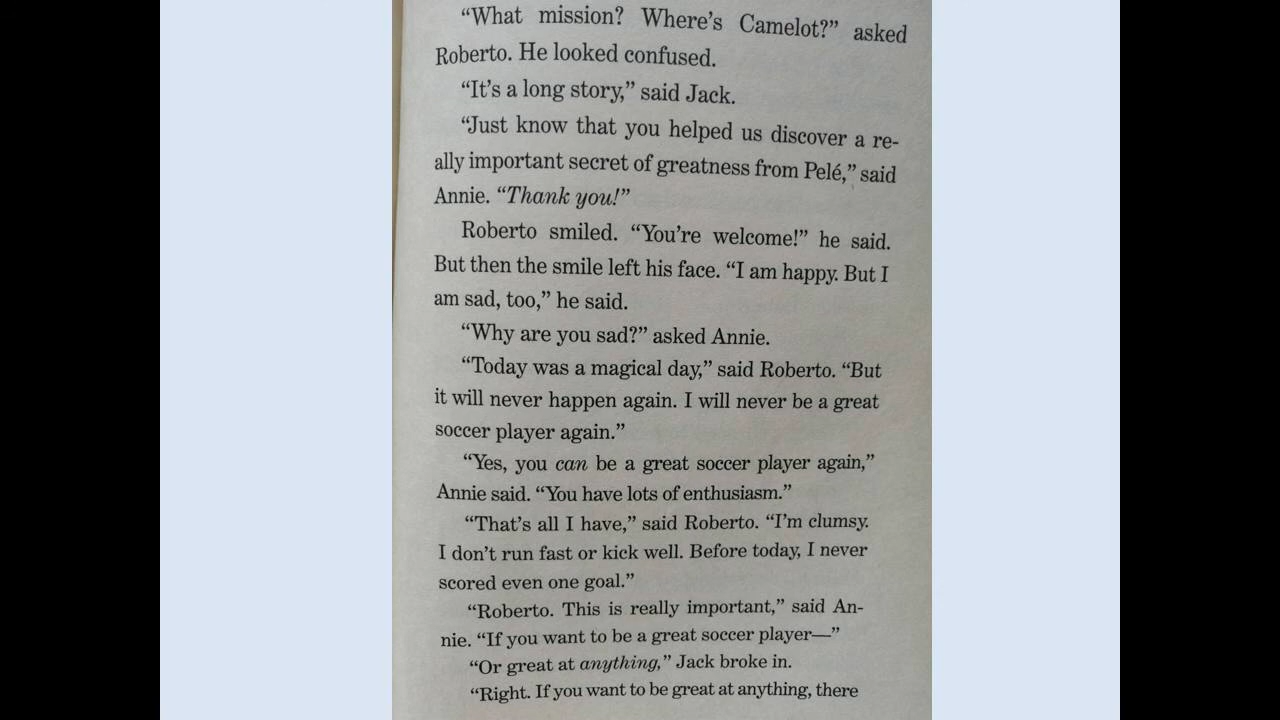 “What mission? Where’s Camelot?” asked
Roberto. He looked confused.
“It’s a long story,” said Jack.
“Just know that you helped us discover a re-
ally important secret of greatness from Pelé,” said
Annie. “Thank you!”
Roberto smiled. “You’re welcome!” he said.
But then the smile left his face. “I am happy. But I
am sad, too,” he said.
“Why are you sad?” asked Annie.
“Today was a magical day,” said Roberto. “But
it will never happen again. I will never be a great
soccer player again.”
“Yes, you can be a great soccer player again,”
Annie said. “You have lots of enthusiasm.”
“That’s all I have,” said Roberto. “I’m clumsy.
I don’t run fast or kick well. Before today, I never
scored even one goal.”
“Roberto. This is really important,” said An-
nie. “If you want to be a great soccer player—”
“Or great at anything,” Jack broke in.
“Right. If you want to be great at anything, there